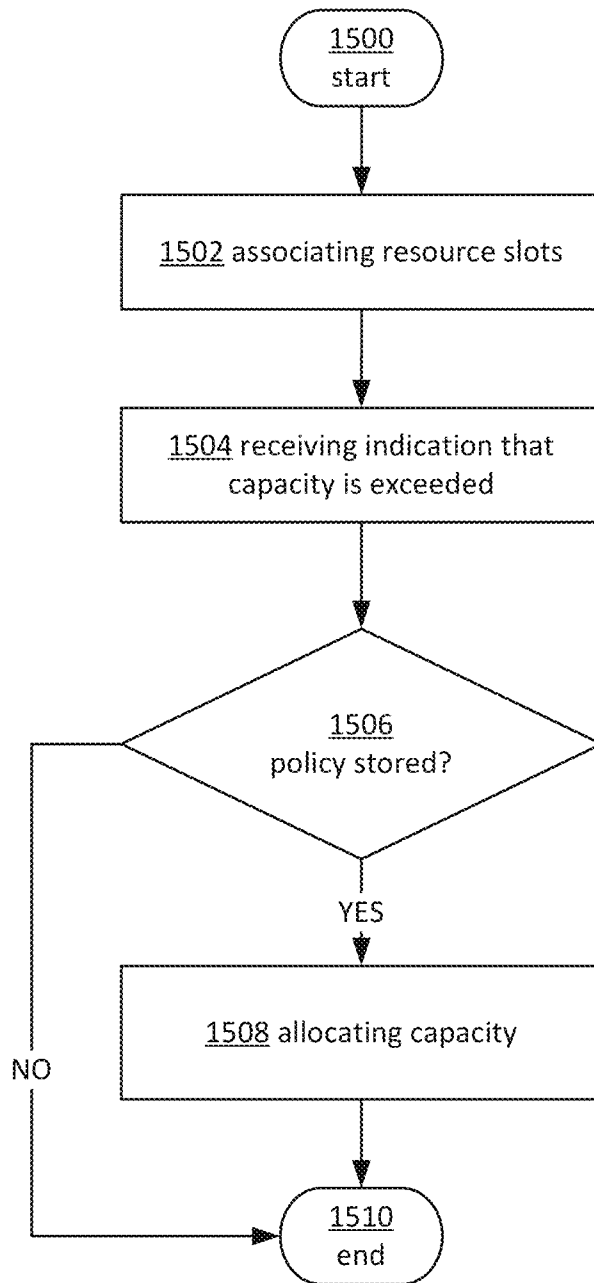 1500
start
1502 associating resource slots
1504 receiving indication that
capacity is exceeded
1506
policy stored?
YES
1508 allocating capacity
NO
1510
end